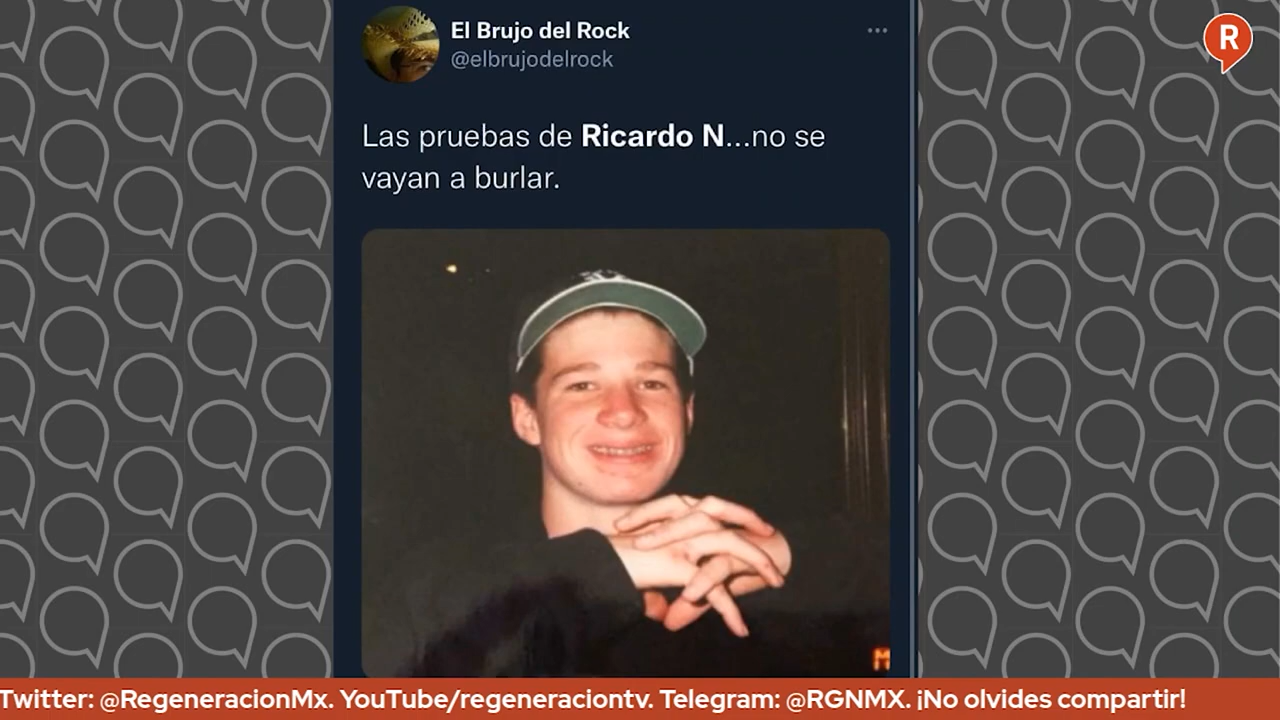 El Brujo del Rock
@elbrujodelrock
R
Las pruebas de Ricardo N...no se
vayan a burlar.
M
Twitter: @RegeneracionMx. YouTube/regeneraciontv. Telegram: @RGNMX. ¡No olvides compartir!